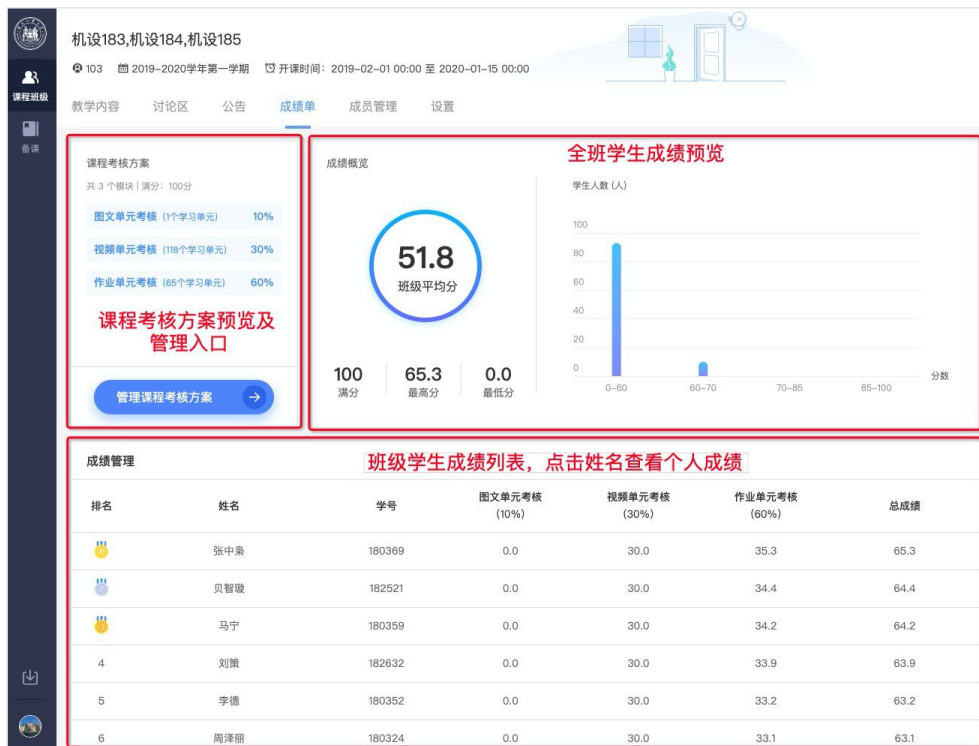 机设183,机设184,机设185
103 2019-2020学年第一学期 开课时间：2019-02-01 00:00 至 2020-01-15 00:00
课程班级
备课
教学内容 讨论区 公告 成绩单 成员管理 设置
课程考核方案
共 3 个模块 | 满分：100分
图文单元考核 (1个学习单元) 10%
视频单元考核 (118个学习单元) 30%
作业单元考核 (65个学习单元) 60%
课程考核方案预览及
管理入口
管理课程考核方案
成绩概览
全班学生成绩预览
51.8
班级平均分
100 65.3 0.0
满分 最高分 最低分
学生人数 (人)
100
80
60
40
20
0
0-60 60-70 70-85 85-100 分数
成绩管理 班级学生成绩列表，点击姓名查看个人成绩
排名 姓名 学号 图文单元考核 视频单元考核 作业单元考核 总成绩
(10%) (30%) (60%)
张中枭 180369 0.0 30.0 35.3 65.3
贝智璇 182521 0.0 30.0 34.4 64.4
马宁 180359 0.0 30.0 34.2 64.2
4 刘策 182632 0.0 30.0 33.9 63.9
5 李德 180352 0.0 30.0 33.2 63.2
6 周泽丽 180324 0.0 30.0 33.1 63.1